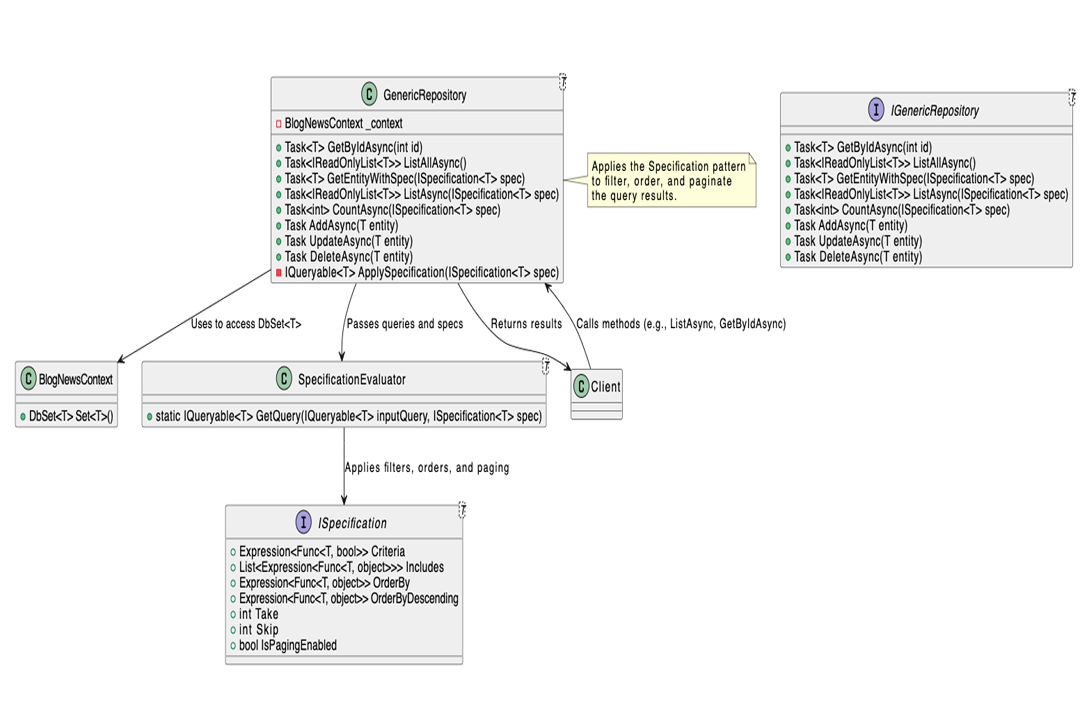 T
C GenericRepository
BlogNewsContext _context
Task<T> GetByIdAsync(int id)
Task<IReadOnlyList<T>> ListAllAsync()
Task<T> GetEntityWithSpec(ISpecification<T> spec)
Task<IReadOnlyList<T>> ListAsync(ISpecification<T> spec)
Task<int> CountAsync(ISpecification<T> spec)
Task AddAsync(T entity)
Task UpdateAsync(T entity)
Task DeleteAsync(T entity)
IQueryable<T> ApplySpecification(ISpecification<T> spec)
Applies the Specification pattern
to filter, order, and paginate
the query results.
T
I IGenericRepository
Task<T> GetByIdAsync(int id)
Task<IReadOnlyList<T>> ListAllAsync()
Task<T> GetEntityWithSpec(ISpecification<T> spec)
Task<IReadOnlyList<T>> ListAsync(ISpecification<T> spec)
Task<int> CountAsync(ISpecification<T> spec)
Task AddAsync(T entity)
Task UpdateAsync(T entity)
Task DeleteAsync(T entity)
Uses to access DbSet<T>
Passes queries and specs
Returns results
Calls methods (e.g., ListAsync, GetByIdAsync)
C BlogNewsContext
DbSet<T> Set<T>()
T
C SpecificationEvaluator
static IQueryable<T> GetQuery(IQueryable<T> inputQuery, ISpecification<T> spec)
C Client
Applies filters, orders, and paging
T
I ISpecification
Expression<Func<T, bool>> Criteria
List<Expression<Func<T, object>>> Includes
Expression<Func<T, object>> OrderBy
Expression<Func<T, object>> OrderByDescending
int Take
int Skip
bool IsPagingEnabled